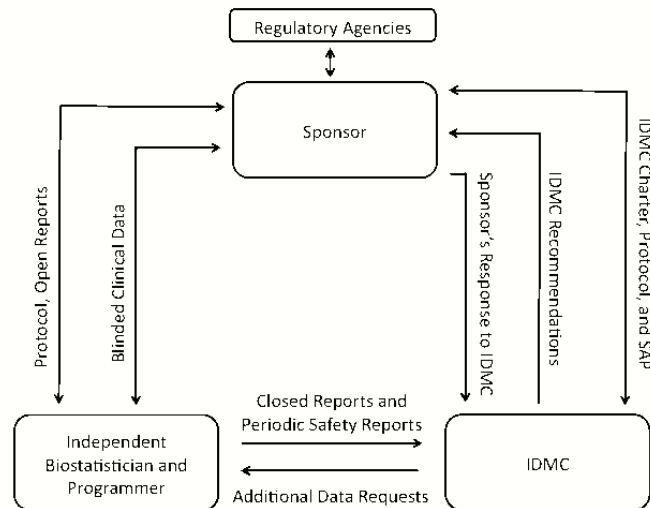 Regulatory Agencies
Sponsor
Protocol, Open Reports
Blinded Clinical Data
Sponsor's Response to IDMC
IDMC Recommendations
IDMC Charter, Protocol, and SAP
Closed Reports and
Periodic Safety Reports
Independent
Biostatistician and
Programmer
IDMC
Additional Data Requests